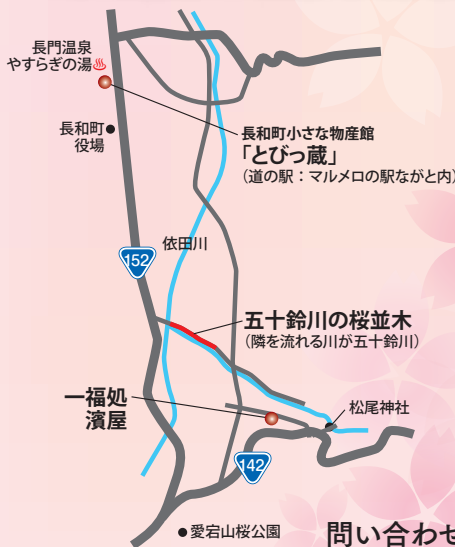 長門温泉
やすらぎの湯♨
長和町
役場
長和町小さな物産館
「とびっ蔵」
（道の駅：マルメロの駅ながと内）
依田川
152
五十鈴川の桜並木
（隣を流れる川が五十鈴川）
一福処
濱屋
松尾神社
142
愛宕山桜公園
問い合わせ